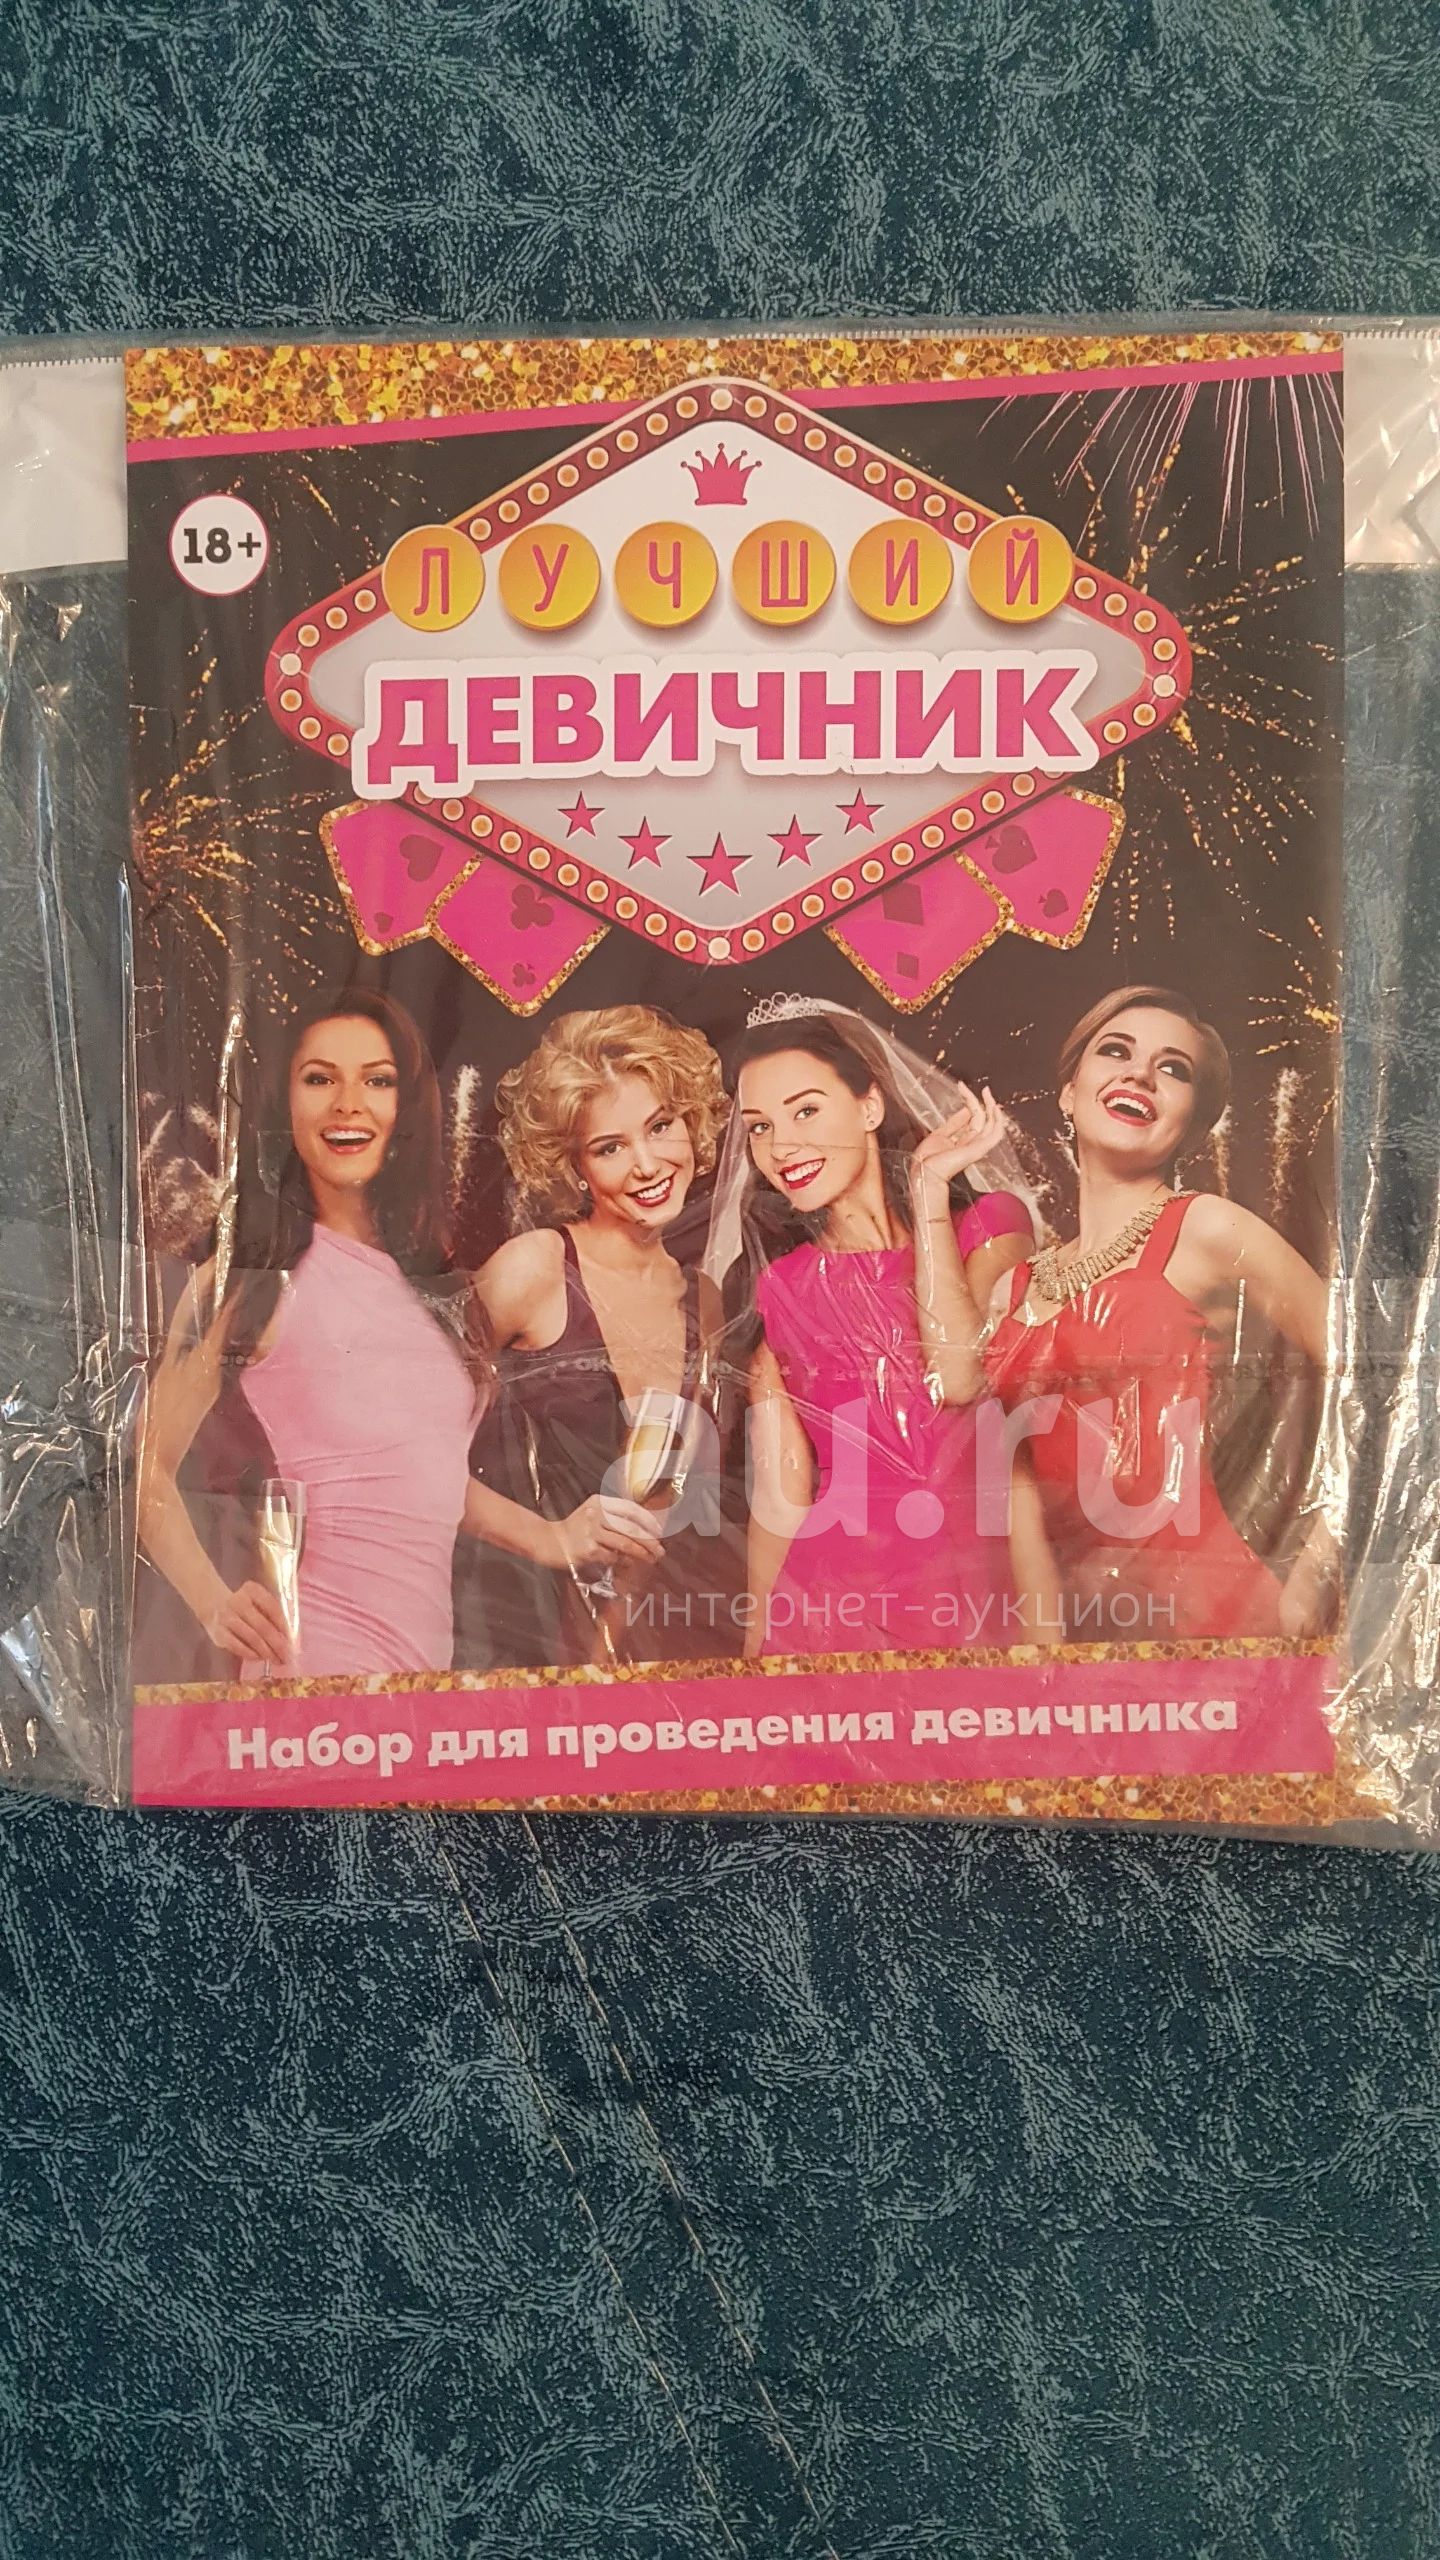 18+
ЛУЧШИЙ
ДЕВИЧНИК
au.ru
интернет-аукцион
Набор для проведения девичника